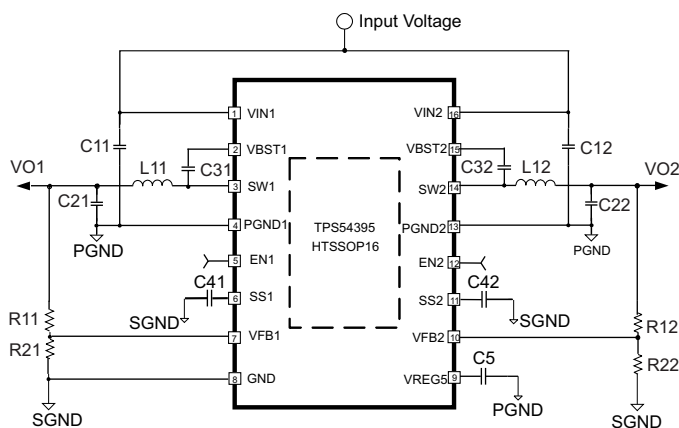 Input Voltage
1 VIN1
VIN2 16
C11
C12
2 VBST1
VBST2 15
VO1
L11
C31
C32
L12
VO2
3 SW1
SW2 14
C21
C22
TPS54395
HTSSOP16
4 PGND1
PGND2 13
PGND
PGND
5 EN1
EN2 12
C41
C42
6 SS1
SS2 11
SGND
SGND
R11
R12
7 VFB1
VFB2 10
R21
R22
C5
8 GND
VREG5 9
SGND
PGND
SGND